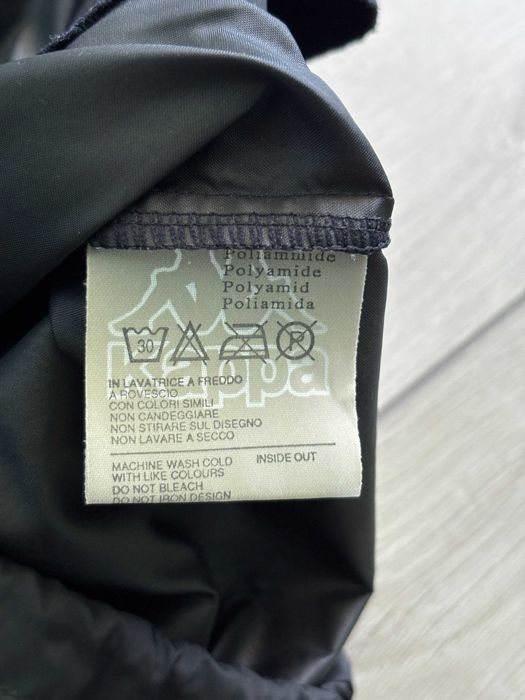 Poliammide
Polyamide
Polyamid
Poliamida
30
P
kappa
IN LAVATRICE A FREDDO
A ROVESCIO
CON COLORI SIMILI
NON CANDEGGIARE
NON STIRARE SUL DISEGNO
NON LAVARE A SECCO
MACHINE WASH COLD INSIDE OUT
WITH LIKE COLOURS
DO NOT BLEACH
DO NOT IRON DESIGN